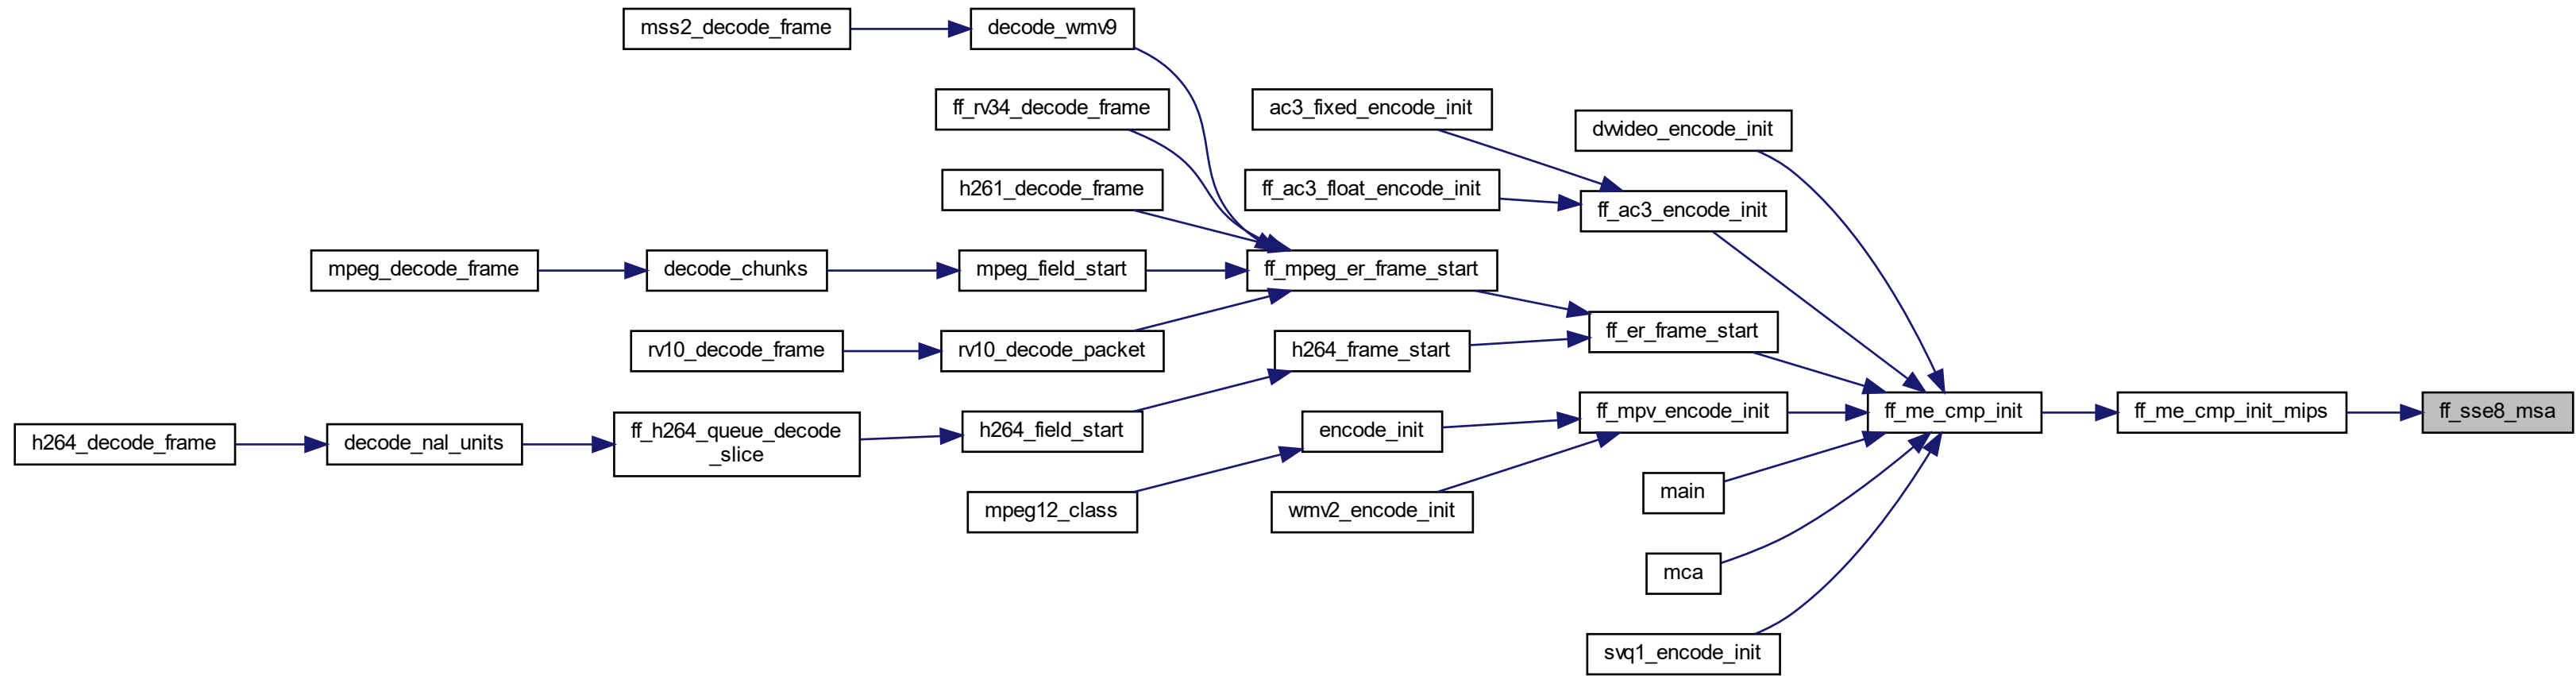 mss2_decode_frame
decode_wmv9
ff_rv34_decode_frame
ac3_fixed_encode_init
dvvideo_encode_init
h261_decode_frame
ff_ac3_float_encode_init
ff_ac3_encode_init
mpeg_decode_frame
decode_chunks
mpeg_field_start
ff_mpeg_er_frame_start
rv10_decode_frame
rv10_decode_packet
h264_frame_start
ff_er_frame_start
h264_decode_frame
decode_nal_units
ff_h264_queue_decode
_slice
h264_field_start
encode_init
ff_mpv_encode_init
ff_me_cmp_init
ff_me_cmp_init_mips
ff_sse8_msa
mpeg12_class
wmv2_encode_init
main
mca
svq1_encode_init